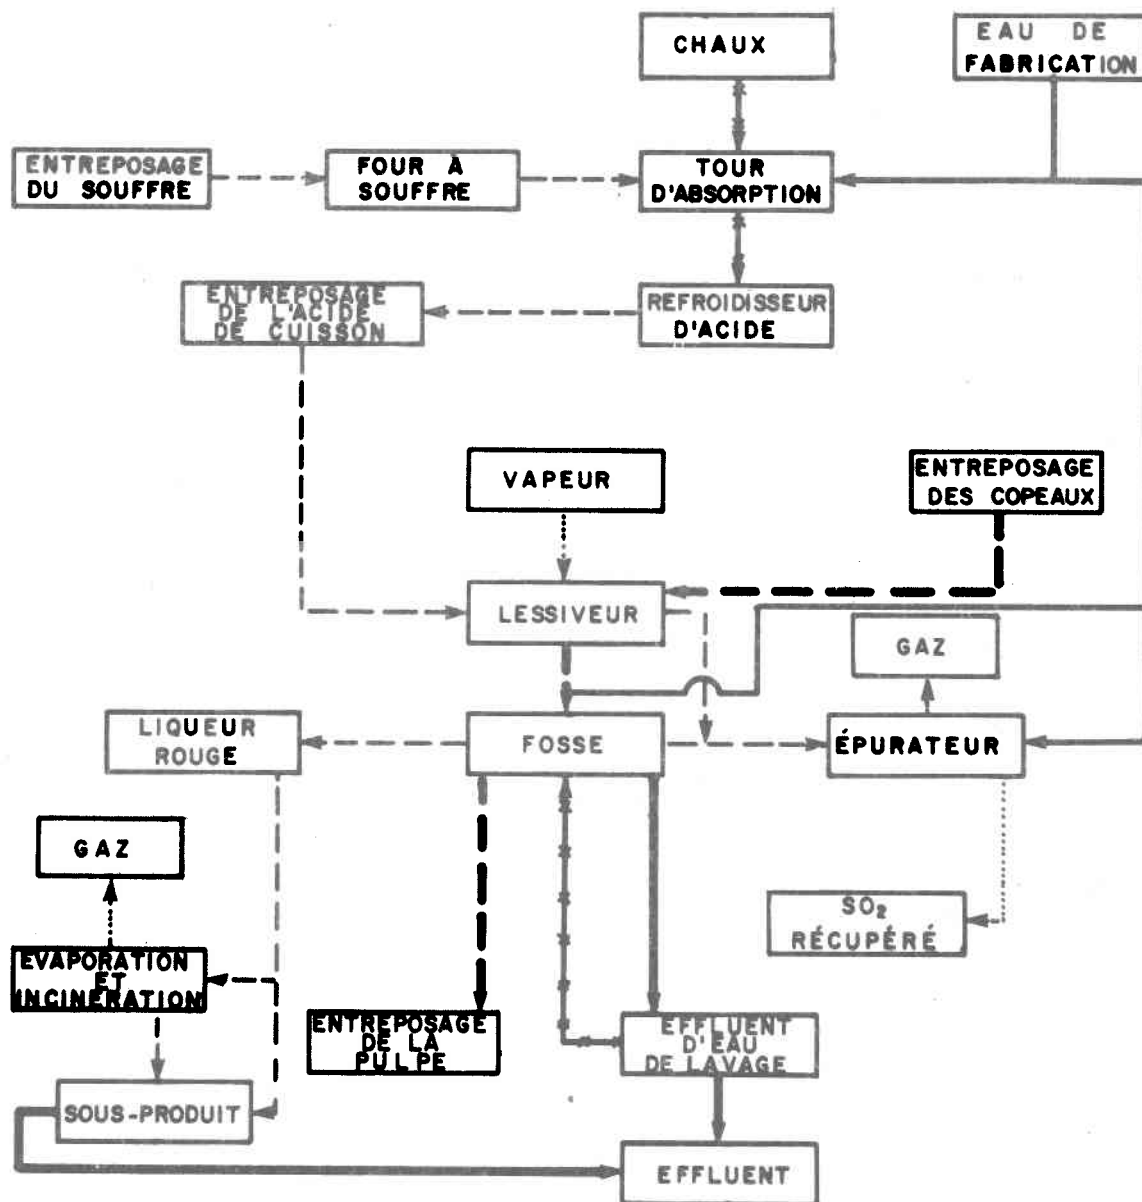 CHAUX
EAU DE
FABRICATION
ENTREPOSAGE
DU SOUFFRE
FOUR À
SOUFFRE
TOUR
D'ABSORPTION
ENTREPOSAGE
DE L'ACIDE
DE CUISSON
REFROIDISSEUR
D'ACIDE
VAPEUR
ENTREPOSAGE
DES COPEAUX
LESSIVEUR
GAZ
LIQUEUR
ROUGE
FOSSE
ÉPURATEUR
GAZ
SO₂
RÉCUPÉRÉ
EVAPORATION
ET
INCINÉRATION
ENTREPOSAGE
DE LA
PULPE
EFFLUENT
D'EAU
DE LAVAGE
SOUS-PRODUIT
EFFLUENT